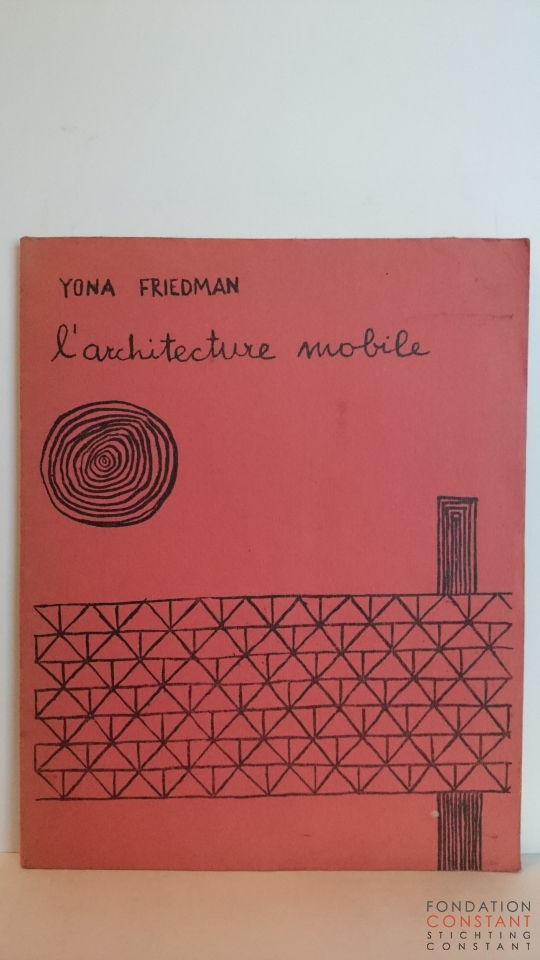 YONA FRIEDMAN
l'architecture mobile
FONDATION
CONSTANT
STICHTING
CONSTANT